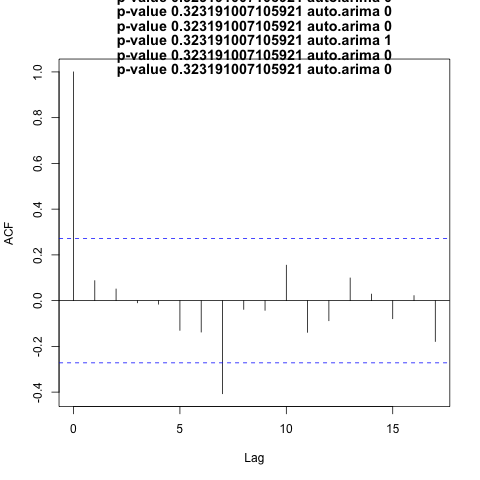 p-value 0.323191007105921 auto.arima 0
p-value 0.323191007105921 auto.arima 0
p-value 0.323191007105921 auto.arima 0
p-value 0.323191007105921 auto.arima 1
p-value 0.323191007105921 auto.arima 0
p-value 0.323191007105921 auto.arima 0
1.0
0.8
0.6
0.4
0.2
0.0
-0.2
-0.4
ACF
0 5 10 15
Lag